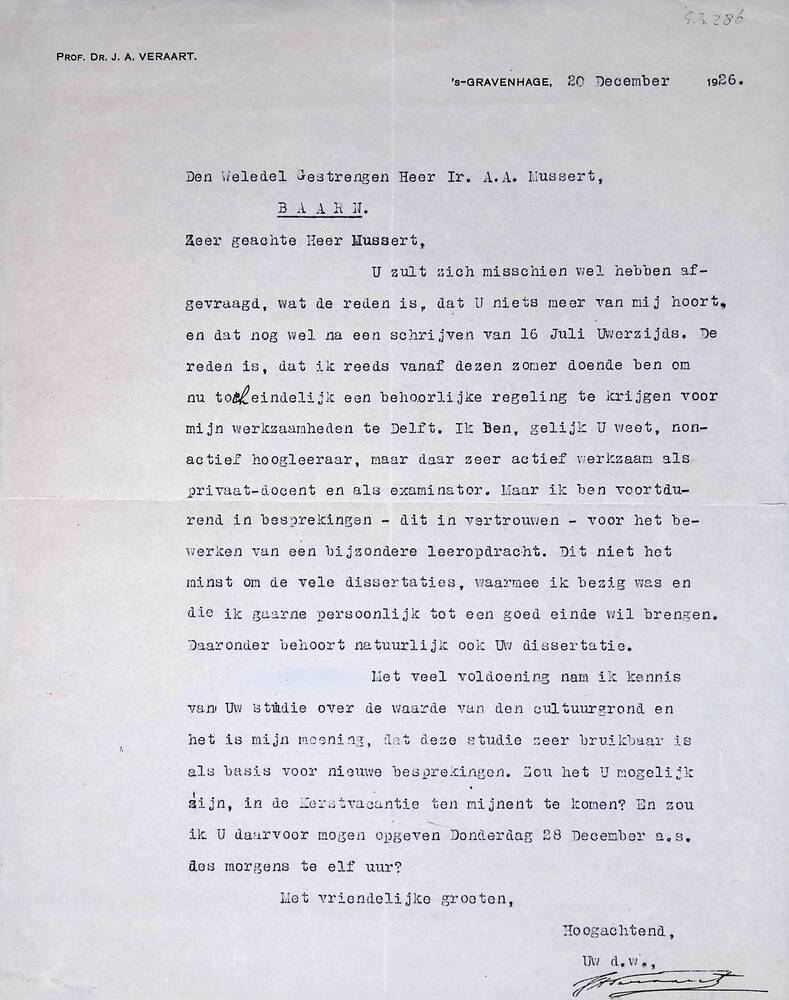 5.3.286
PROF. DR. J. A. VERAART.
's-GRAVENHAGE, 20 December 1926.
Den Weledel Gestrengen Heer Ir. A.A. Mussert,
B A A R N.
Zeer geachte Heer Mussert,
U zult zich misschien wel hebben af-
gevraagd, wat de reden is, dat U niets meer van mij hoort,
en dat nog wel na een schrijven van 16 Juli Uwerzijds. De
reden is, dat ik reeds vanaf dezen zomer doende ben om
nu toch eindelijk een behoorlijke regeling te krijgen voor
mijn werkzaamheden te Delft. Ik Ben, gelijk U weet, non-
actief hoogleeraar, maar daar zeer actief werkzaam als
privaat-docent en als examinator. Maar ik ben voortdu-
rend in besprekingen - dit in vertrouwen - voor het be-
werken van een bijzondere leeropdracht. Dit niet het
minst om de vele dissertaties, waarmee ik bezig was en
die ik gaarne persoonlijk tot een goed einde wil brengen.
Daaronder behoort natuurlijk ook Uw dissertatie.
Met veel voldoening nam ik kennis
van Uw studie over de waarde van den cultuurgrond en
het is mijn meening, dat deze studie zeer bruikbaar is
als basis voor nieuwe besprekingen. Zou het U mogelijk
zijn, in de Kerstvacantie ten mijnent te komen? En zou
ik U daarvoor mogen opgeven Donderdag 28 December a.s.
des morgens te elf uur?
Met vriendelijke groeten,
Hoogachtend,
Uw d.w.,
JAVeraart